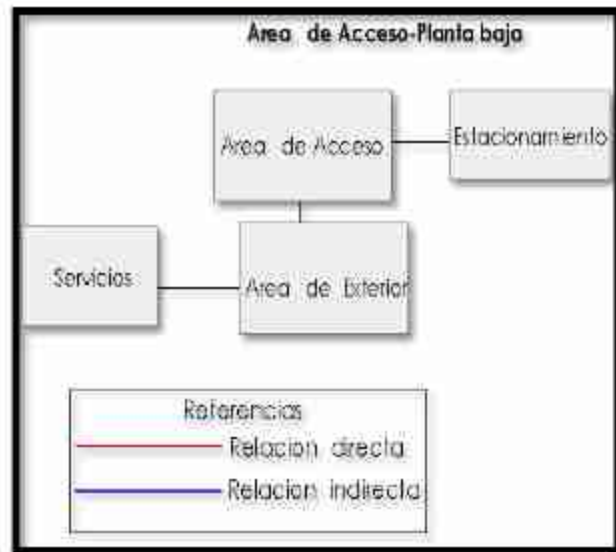 Area de Acceso-Planta baja
Area de Acceso
Estacionamiento
Servicios
Area de Exterior
Referencias
Relacion directa
Relacion indirecta